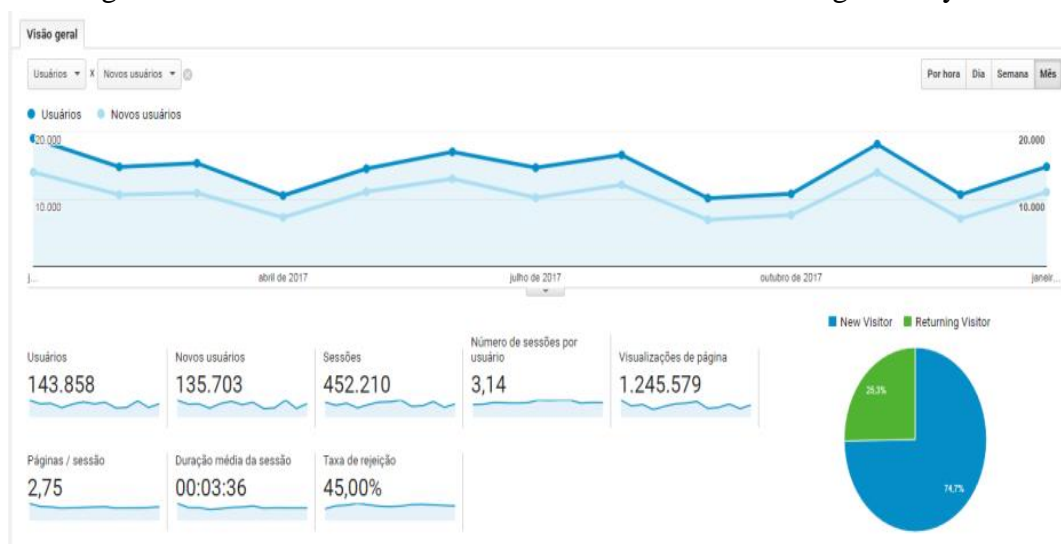 Visão geral
Usuários X Novos usuários
Por hora Dia Semana Mês
Usuários Novos usuários
20.000 20.000
10.000 10.000
j... abril de 2017 julho de 2017 outubro de 2017 janeir...
New Visitor Returning Visitor
Usuários
143.858
Novos usuários
135.703
Sessões
452.210
Número de sessões por
usuário
3,14
Visualizações de página
1.245.579
25,3%
74,7%
Páginas / sessão
2,75
Duração média da sessão
00:03:36
Taxa de rejeição
45,00%